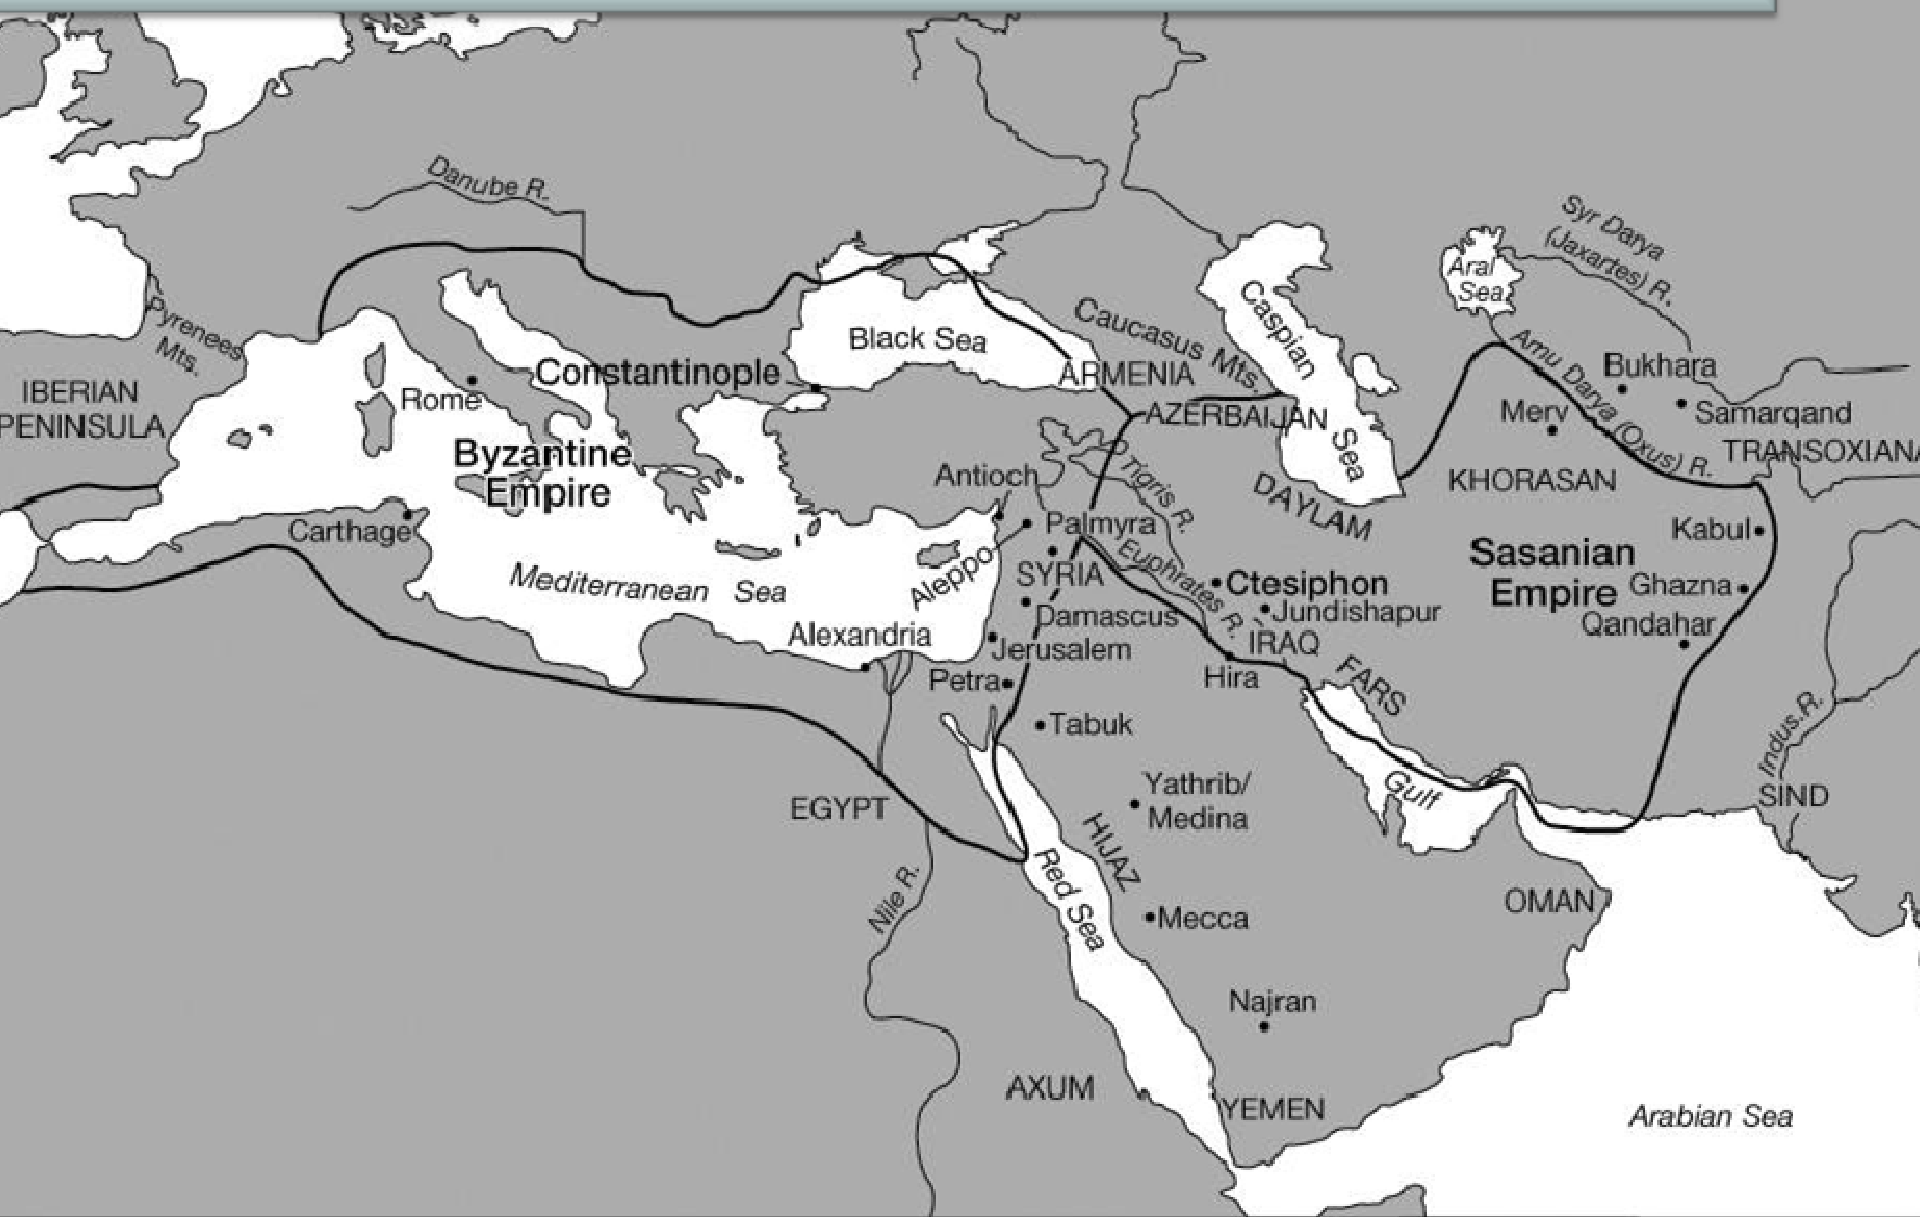 Danube R.
Syr Darya
(Jaxartes) R.
Aral
Sea
Pyrenees
Mts.
Caspian
Sea
Black Sea
Caucasus Mts.
Amu Darya (Oxus) R.
Bukhara
IBERIAN
PENINSULA
Rome
Constantinople
ARMENIA
AZERBAIJAN
Merv
Samarqand
TRANSOXIANA
Byzantine
Empire
Antioch
Tigris R.
DAYLAM
KHORASAN
Carthage
Palmyra
Kabul
Mediterranean Sea
Aleppo
SYRIA
Euphrates R.
Ctesiphon
Sasanian
Empire
Ghazna
Jundishapur
Damascus
Qandahar
Alexandria
Jerusalem
IRAQ
Petra
Hira
FARS
Tabuk
Indus.R.
Yathrib/
Medina
Gulf
EGYPT
SIND
HIJAZ
Nile R.
Red Sea
Mecca
OMAN
Najran
AXUM
YEMEN
Arabian Sea